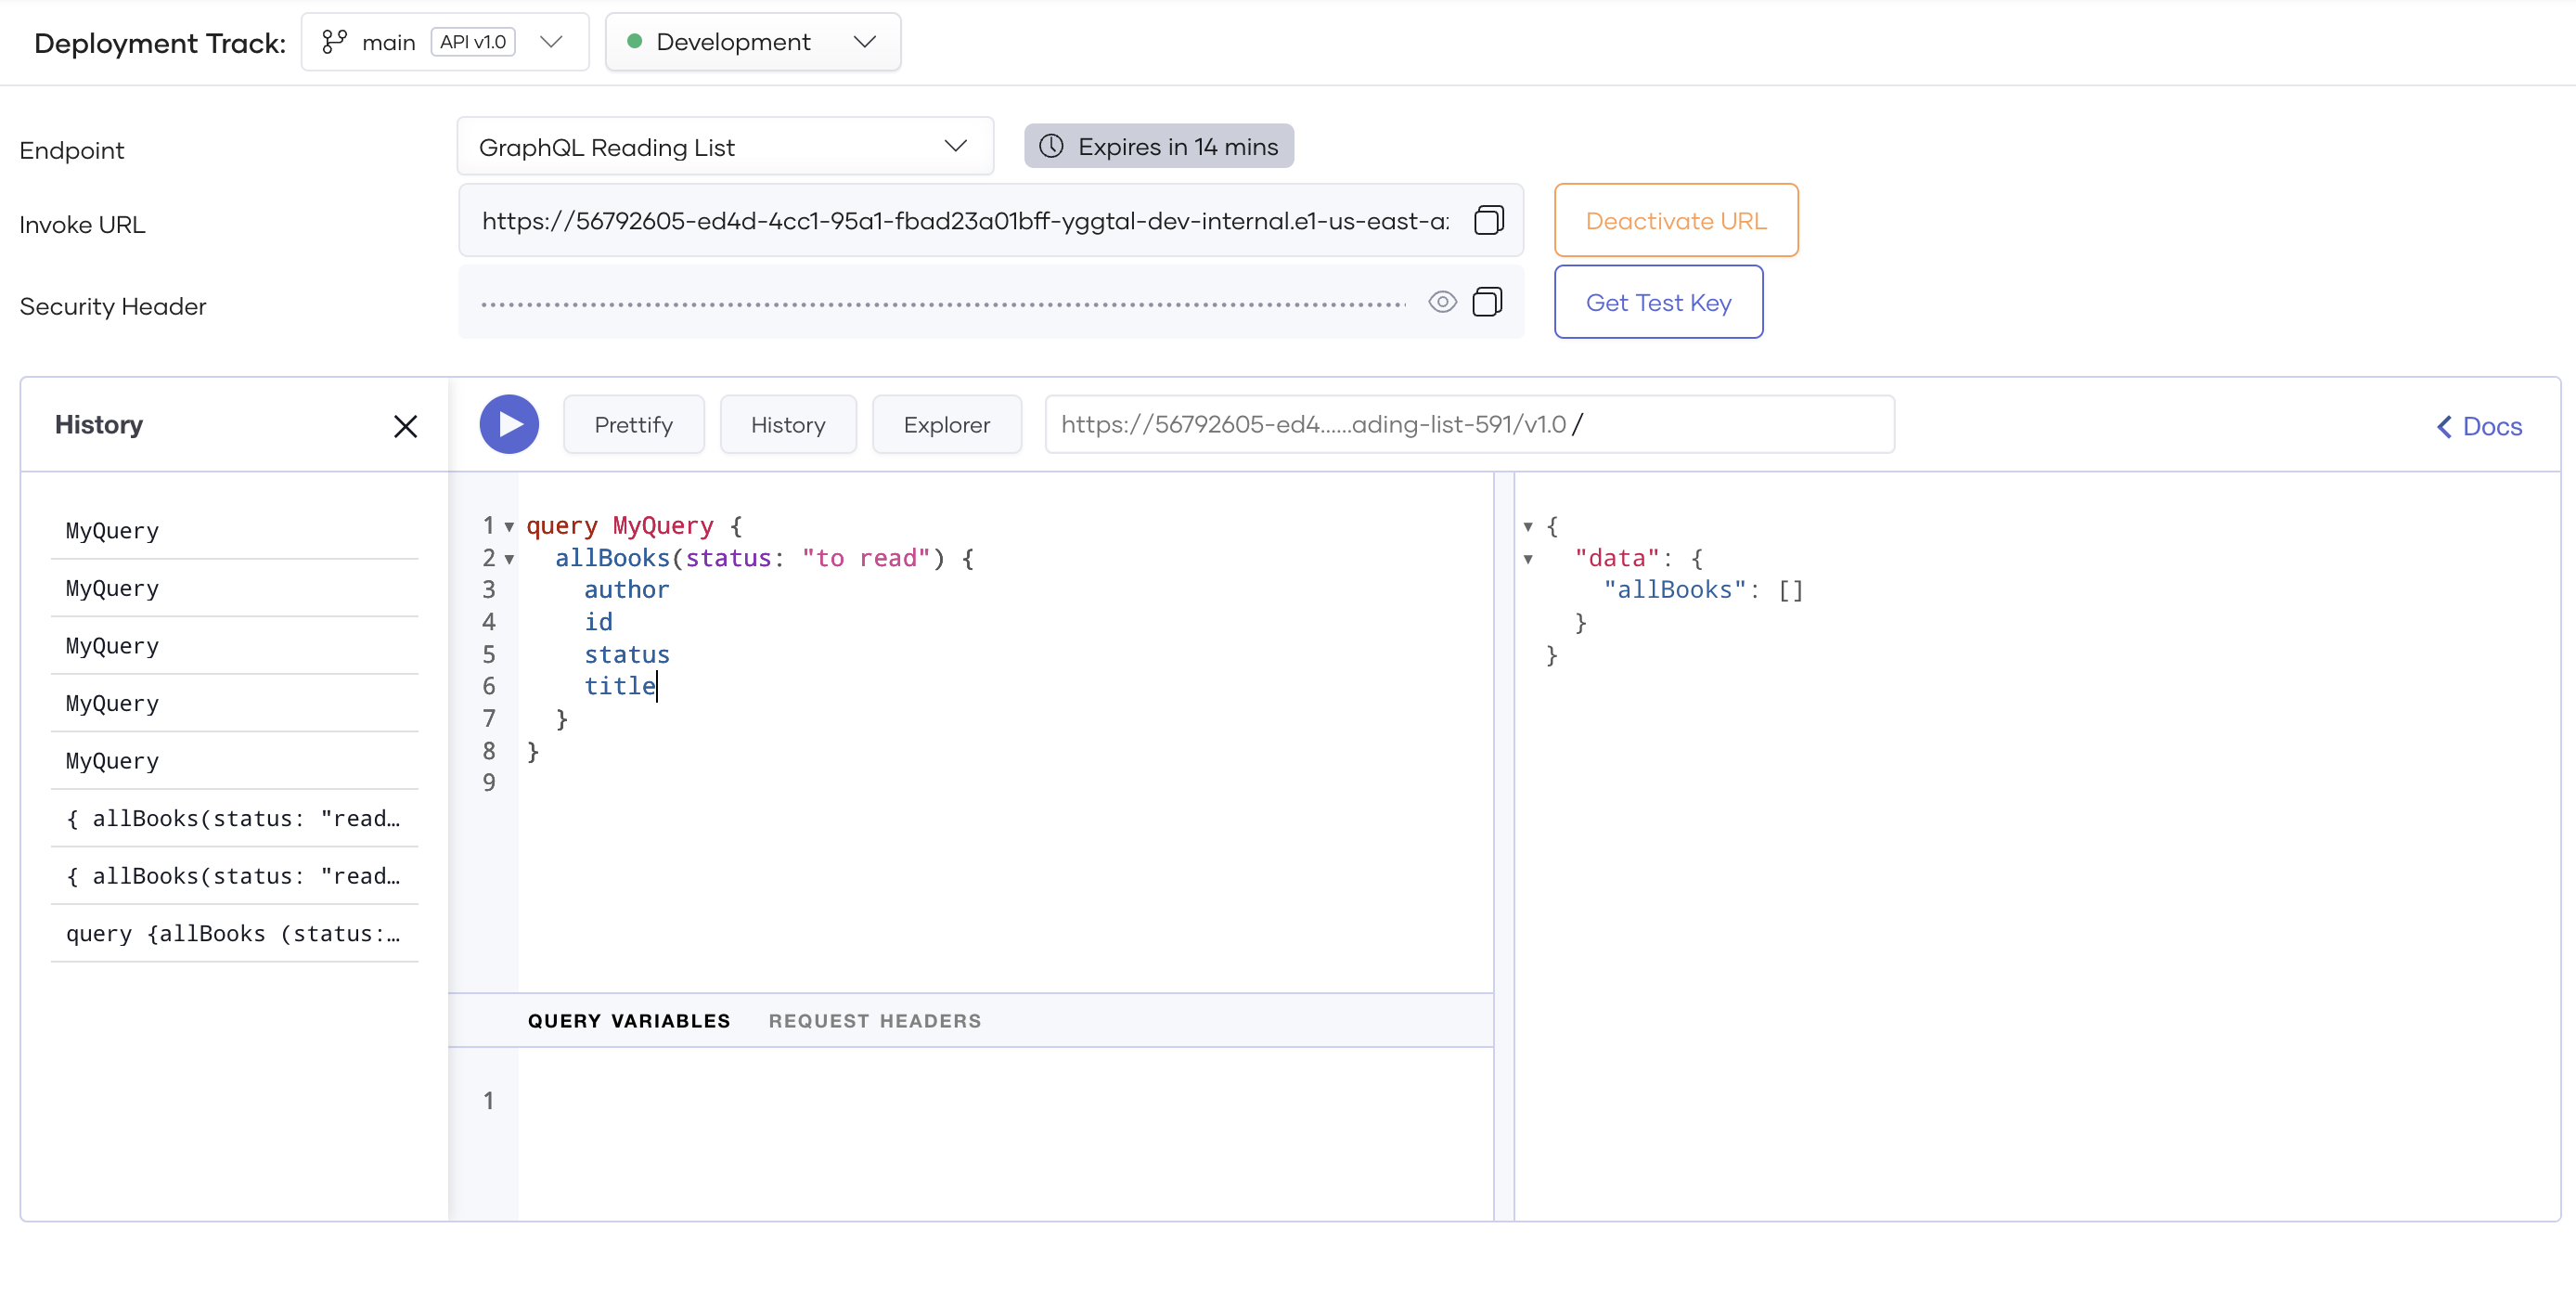 Deployment Track: main API v1.0 Development
Endpoint GraphQL Reading List Expires in 14 mins
Invoke URL https://56792605-ed4d-4cc1-95a1-fbad23a01bff-yggtal-dev-internal.e1-us-east-a: Deactivate URL
Security Header Get Test Key
History
Prettify History Explorer https://56792605-ed4......ading-list-591/v1.0 / Docs
MyQuery
MyQuery
MyQuery
MyQuery
MyQuery
{ allBooks(status: "read…
{ allBooks(status: "read…
query {allBooks (status:…
1 query MyQuery {
2 allBooks(status: "to read") {
3 author
4 id
5 status
6 title
7 }
8 }
9
QUERY VARIABLES REQUEST HEADERS
1
{
"data": {
"allBooks": []
}
}